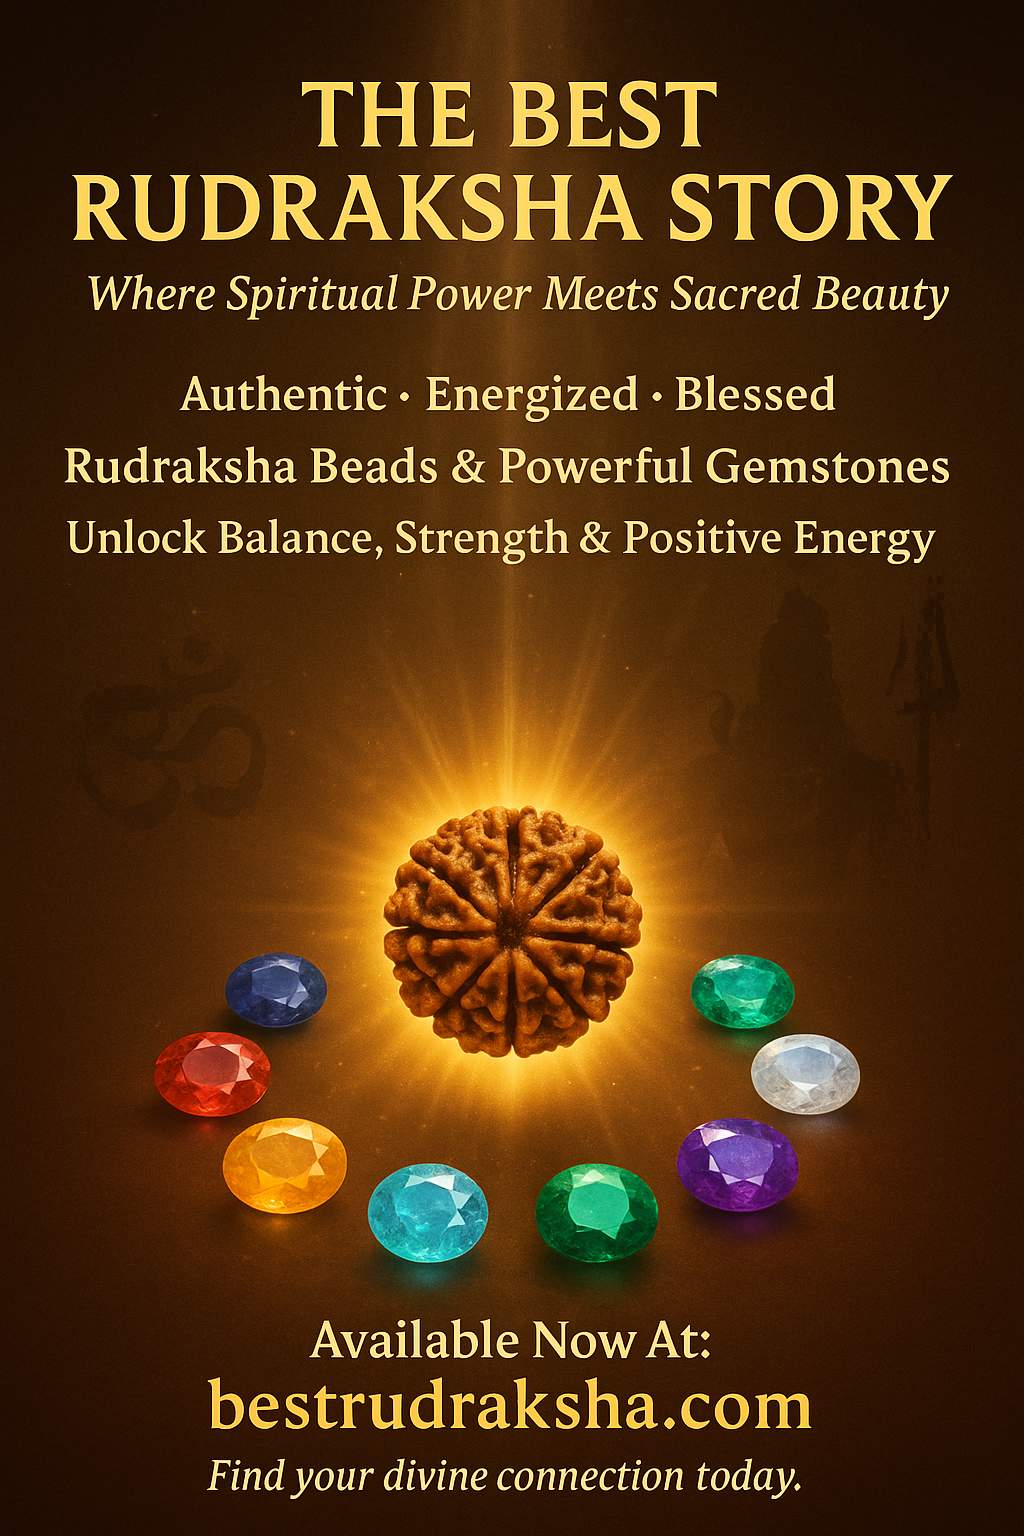 THE BEST
RUDRAKSHA STORY
Where Spiritual Power Meets Sacred Beauty
Authentic · Energized · Blessed
Rudraksha Beads & Powerful Gemstones
Unlock Balance, Strength & Positive Energy
ॐ
Available Now At:
bestrudraksha.com
Find your divine connection today.